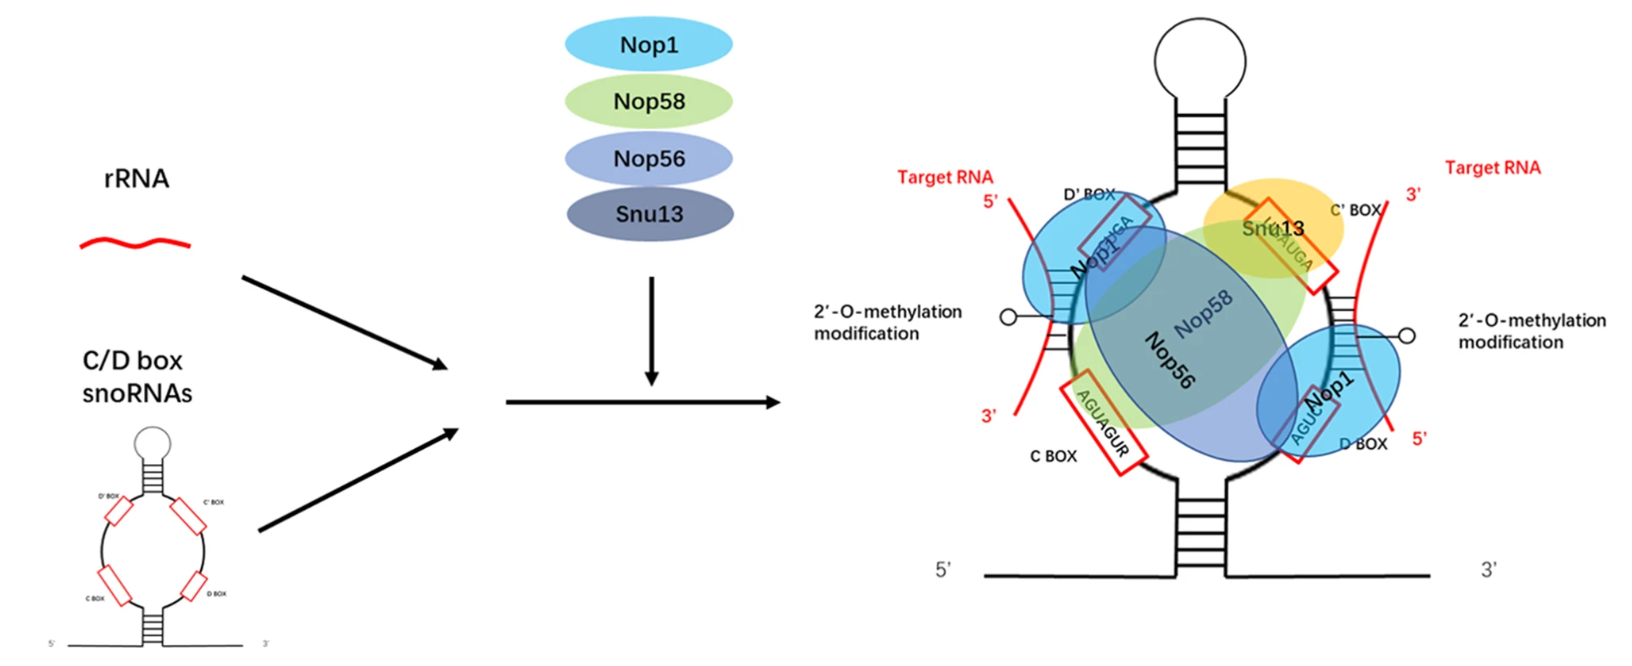 Nop1
Nop58
Nop56
Snu13
rRNA
C/D box
snoRNAs
D' BOX
C' BOX
C BOX
D BOX
5'
3'
Target RNA
5'
D' BOX
Nop1
Snu13
C' BOX
3'
Target RNA
2'-O-methylation
modification
Nop58
Nop56
2'-O-methylation
modification
3'
AGUAGUR
C BOX
Nop1
D BOX
5'
5'
3'